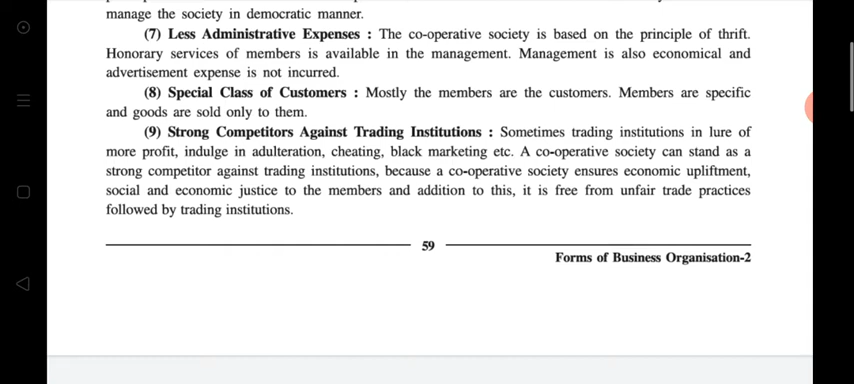 manage the society in democratic manner.
(7) Less Administrative Expenses : The co-operative society is based on the principle of thrift.
Honorary services of members is available in the management. Management is also economical and
advertisement expense is not incurred.
(8) Special Class of Customers : Mostly the members are the customers. Members are specific
and goods are sold only to them.
(9) Strong Competitors Against Trading Institutions : Sometimes trading institutions in lure of
more profit, indulge in adulteration, cheating, black marketing etc. A co-operative society can stand as a
strong competitor against trading institutions, because a co-operative society ensures economic upliftment,
social and economic justice to the members and addition to this, it is free from unfair trade practices
followed by trading institutions.
59
Forms of Business Organisation-2